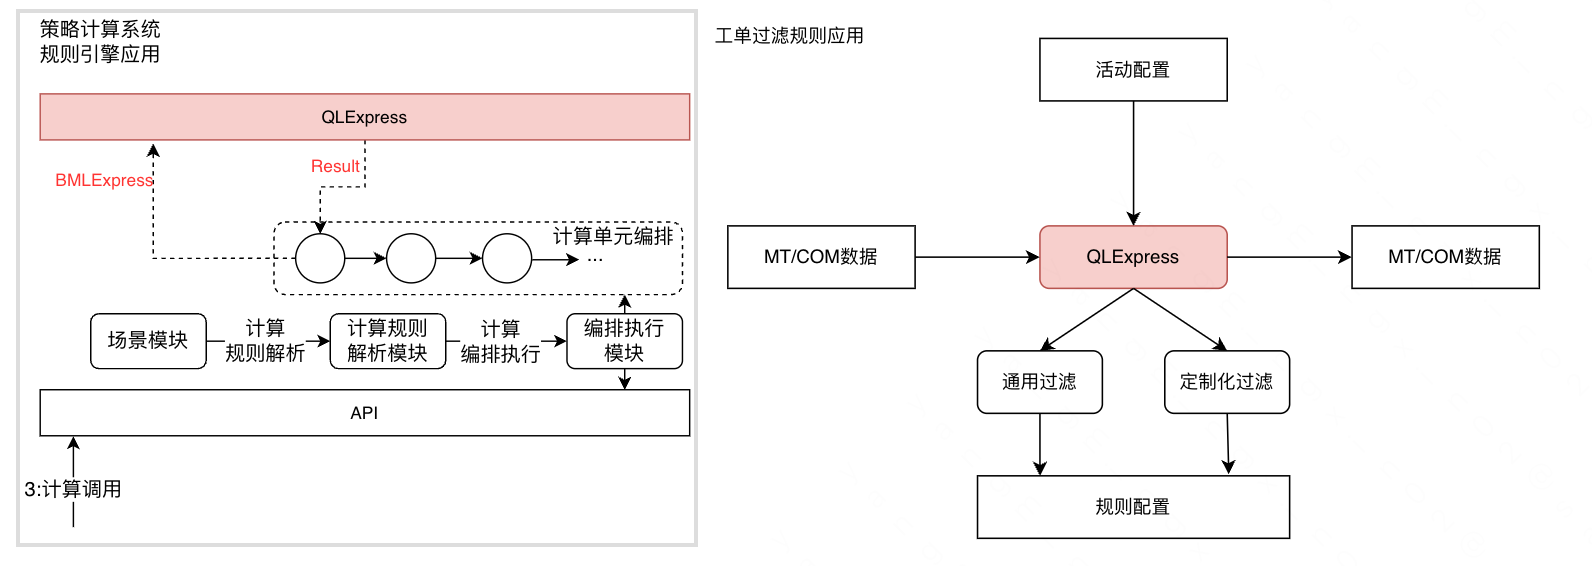 策略计算系统
规则引擎应用
QLExpress
BMLExpress
Result
计算单元编排
...
场景模块
计算
规则解析
计算规则
解析模块
计算
编排执行
编排执行
模块
API
3:计算调用
工单过滤规则应用
活动配置
MT/COM数据
QLExpress
MT/COM数据
通用过滤
定制化过滤
规则配置